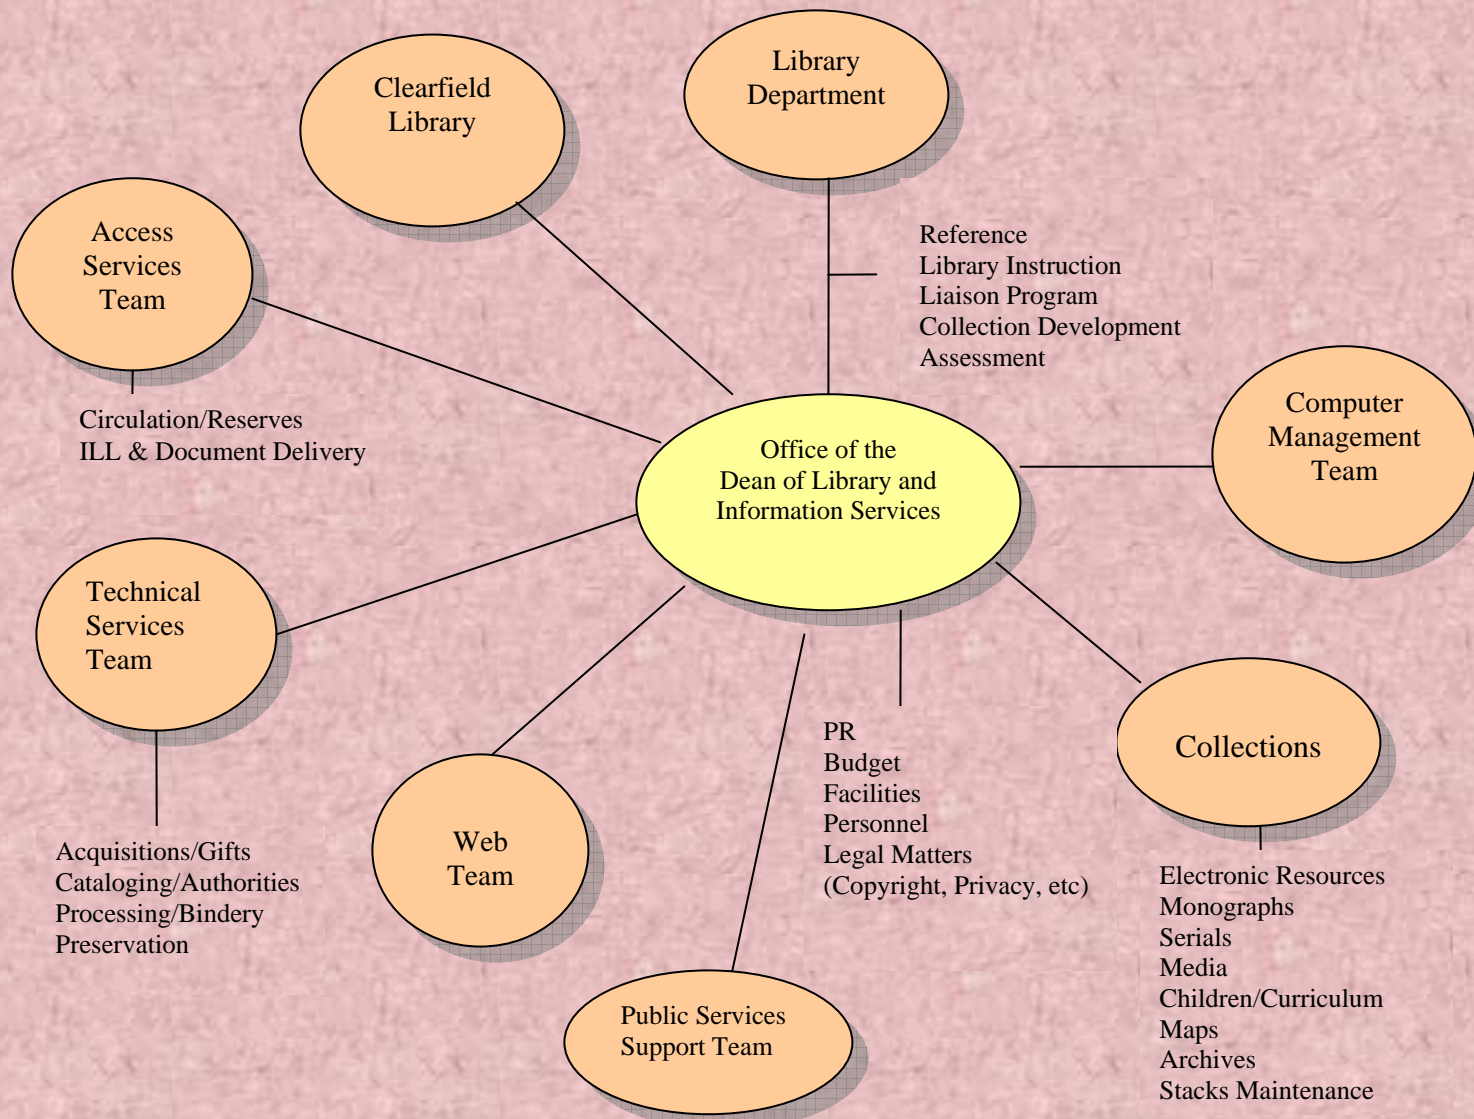 Library
Department
Clearfield
Library
Access
Services
Team
Reference
Library Instruction
Liaison Program
Collection Development
Assessment
Circulation/Reserves
ILL & Document Delivery
Computer
Management
Team
Office of the
Dean of Library and
Information Services
Technical
Services
Team
Collections
PR
Budget
Facilities
Personnel
Legal Matters
(Copyright, Privacy, etc)
Web
Team
Acquisitions/Gifts
Cataloging/Authorities
Processing/Bindery
Preservation
Electronic Resources
Monographs
Serials
Media
Children/Curriculum
Maps
Archives
Stacks Maintenance
Public Services
Support Team